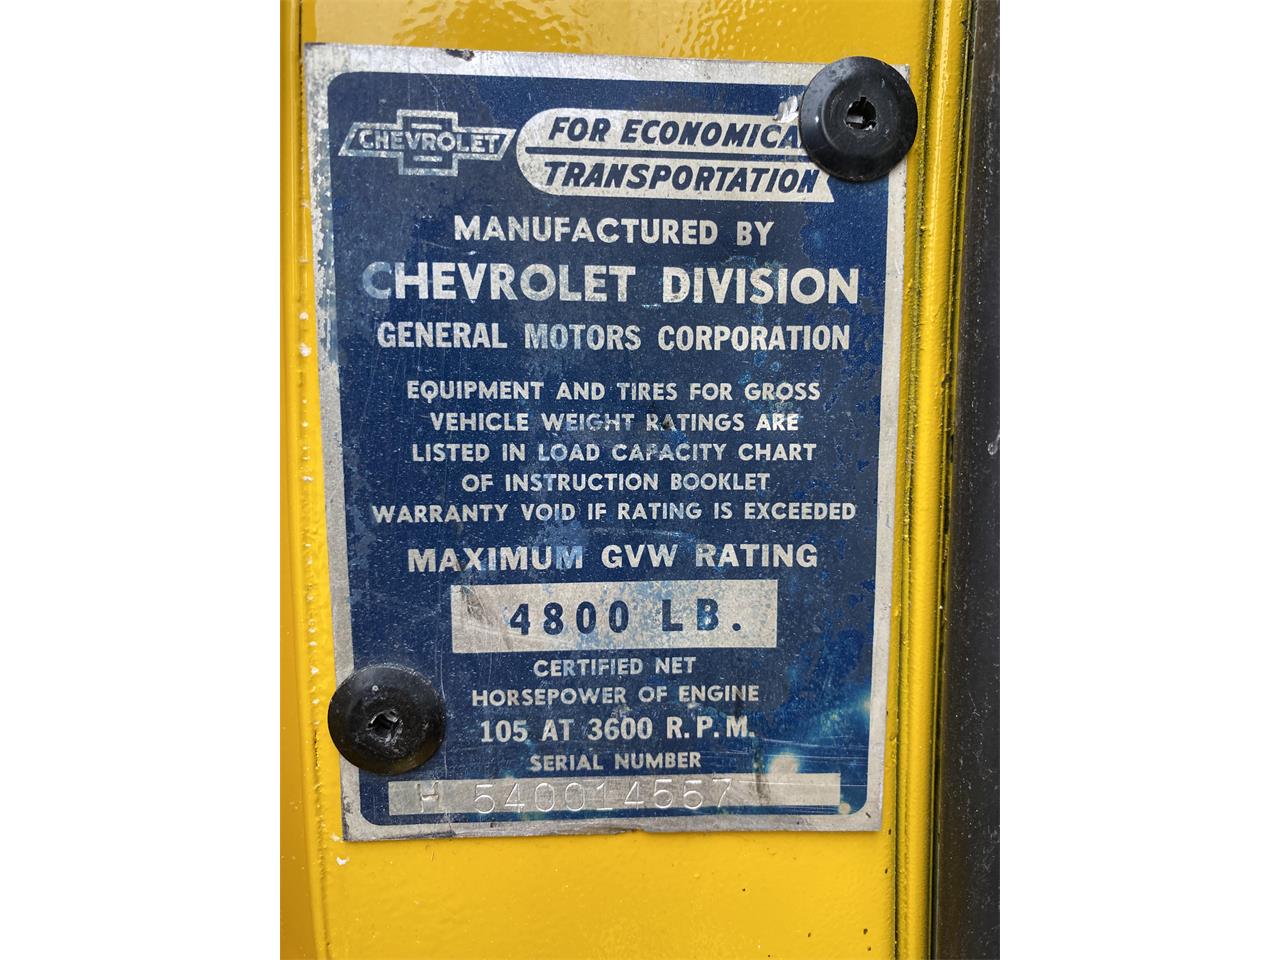 CHEVROLET
FOR ECONOMICA
TRANSPORTATION
MANUFACTURED BY
CHEVROLET DIVISION
GENERAL MOTORS CORPORATION
EQUIPMENT AND TIRES FOR GROSS
VEHICLE WEIGHT RATINGS ARE
LISTED IN LOAD CAPACITY CHART
OF INSTRUCTION BOOKLET
WARRANTY VOID IF RATING IS EXCEEDED
MAXIMUM GVW RATING
4800 LB.
CERTIFIED NET
HORSEPOWER OF ENGINE
105 AT 3600 R.P.M.
SERIAL NUMBER
H 540014557